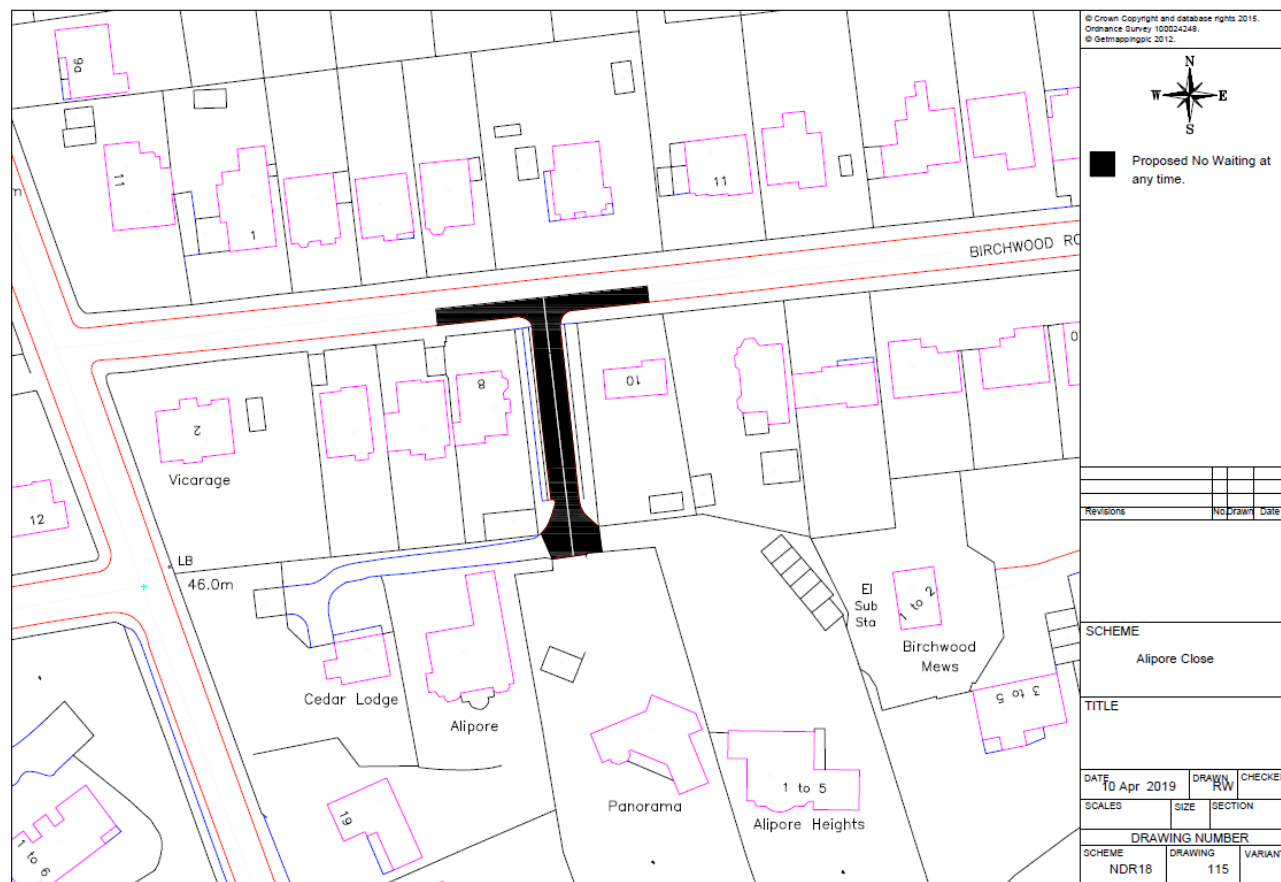 © Crown Copyright and database rights 2015.
Ordnance Survey 100024248.
© Getmappingplc 2012.
N
W
E
S
Proposed No Waiting at
any time.
9a
11
1
11
m
BIRCHWOOD RO
2
Vicarage
8
10
12
LB
46.0m
El
Sub
Sta
1 to 2
Birchwood
Mews
3 to 5
Cedar Lodge
Alipore
Panorama
1 to 5
Alipore Heights
19
1 to 6
Revisions
No.
Drawn
Date
SCHEME
Alipore Close
TITLE
DATE
10 Apr 2019
DRAWN
RW
CHECKE
SCALES
SIZE
SECTION
DRAWING NUMBER
SCHEME
NDR18
DRAWING
115
VARIAN